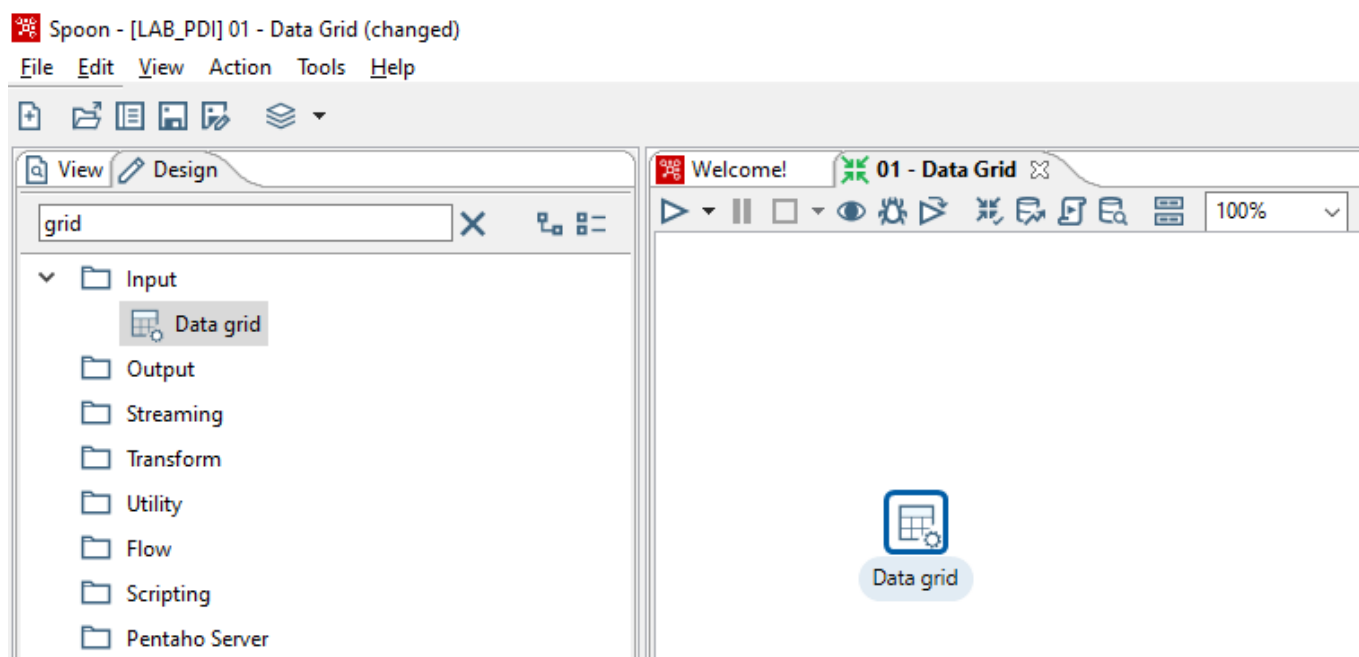 Spoon - [LAB_PDI] 01 - Data Grid (changed)
File Edit View Action Tools Help
View Design
Welcome! 01 - Data Grid
grid
100%
Input
Data grid
Output
Streaming
Transform
Utility
Flow
Scripting
Pentaho Server
Data grid